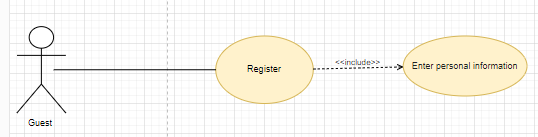 Register
<<include>>
Enter personal information
Guest